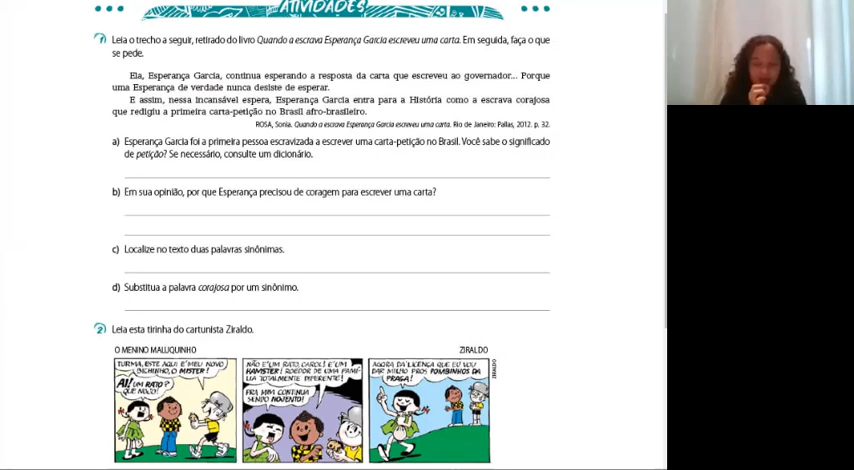 ATIVIDADES
1 Leia o trecho a seguir, retirado do livro Quando a escrava Esperança Garcia escreveu uma carta. Em seguida, faça o que
se pede.
Ela, Esperança Garcia, continua esperando a resposta da carta que escreveu ao governador... Porque
uma Esperança de verdade nunca desiste de esperar.
E assim, nessa incansável espera, Esperança Garcia entra para a História como a escrava corajosa
que redigiu a primeira carta-petição no Brasil afro-brasileiro.
ROSA, Sonia. Quando a escrava Esperança Garcia escreveu uma carta. Rio de Janeiro: Pallas, 2012. p. 32.
a) Esperança Garcia foi a primeira pessoa escravizada a escrever uma carta-petição no Brasil. Você sabe o significado
de petição? Se necessário, consulte um dicionário.
b) Em sua opinião, por que Esperança precisou de coragem para escrever uma carta?
c) Localize no texto duas palavras sinônimas.
d) Substitua a palavra corajosa por um sinônimo.
2 Leia esta tirinha do cartunista Ziraldo.
O MENINO MALUQUINHO
ZIRALDO
TURMA, ESTE AQUI É MEU NOVO
BICHINHO, O MISTER!
AI! UM RATO?
QUE NOJO!
NÃO É UM RATO, CAROL! É UM
HAMSTER! ROEDOR DE UMA FAMÍ-
LIA TOTALMENTE DIFERENTE!
PRA MIM CONTINUA
SENDO NOJENTO!
AGORA DÁ LICENÇA QUE EU VOU
DAR MILHO PROS POMBINHOS DA
PRAÇA!
ZIRALDO